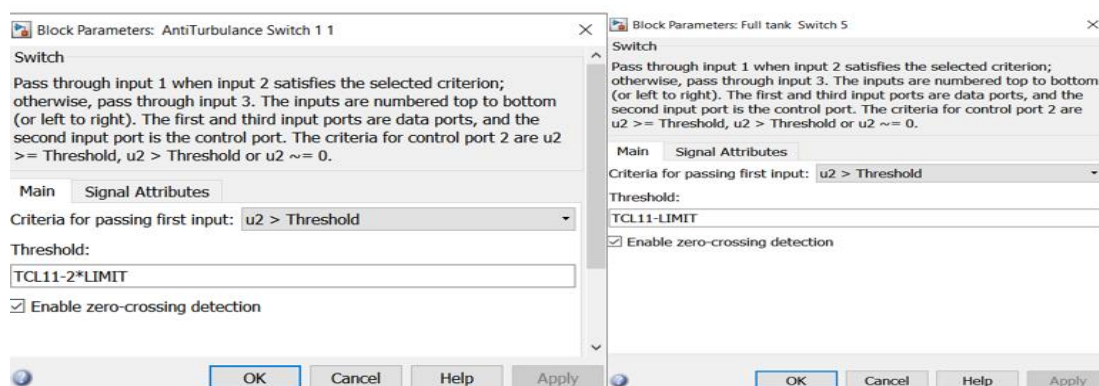 Block Parameters: AntiTurbulance Switch 1 1
Switch
Pass through input 1 when input 2 satisfies the selected criterion;
otherwise, pass through input 3. The inputs are numbered top to bottom
(or left to right). The first and third input ports are data ports, and the
second input port is the control port. The criteria for control port 2 are u2
>= Threshold, u2 > Threshold or u2 ~= 0.
Main Signal Attributes
Criteria for passing first input: u2 > Threshold
Threshold:
TCL11-2*LIMIT
Enable zero-crossing detection
OK Cancel Help Apply
Block Parameters: Full tank Switch 5
Switch
Pass through input 1 when input 2 satisfies the selected criterion;
otherwise, pass through input 3. The inputs are numbered top to bottom
(or left to right). The first and third input ports are data ports, and the
second input port is the control port. The criteria for control port 2 are
u2 >= Threshold, u2 > Threshold or u2 ~= 0.
Main Signal Attributes
Criteria for passing first input: u2 > Threshold
Threshold:
TCL11-LIMIT
Enable zero-crossing detection
OK Cancel Help Apply